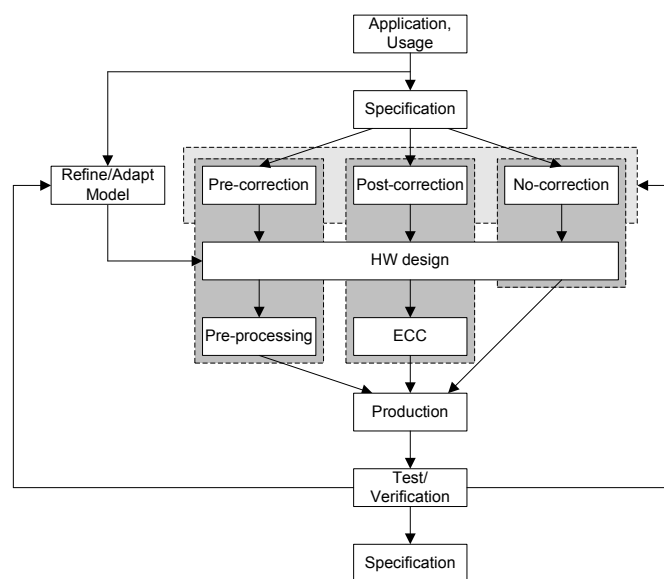 Application,
Usage
Specification
Refine/Adapt
Model
Pre-correction
Post-correction
No-correction
HW design
Pre-processing
ECC
Production
Test/
Verification
Specification